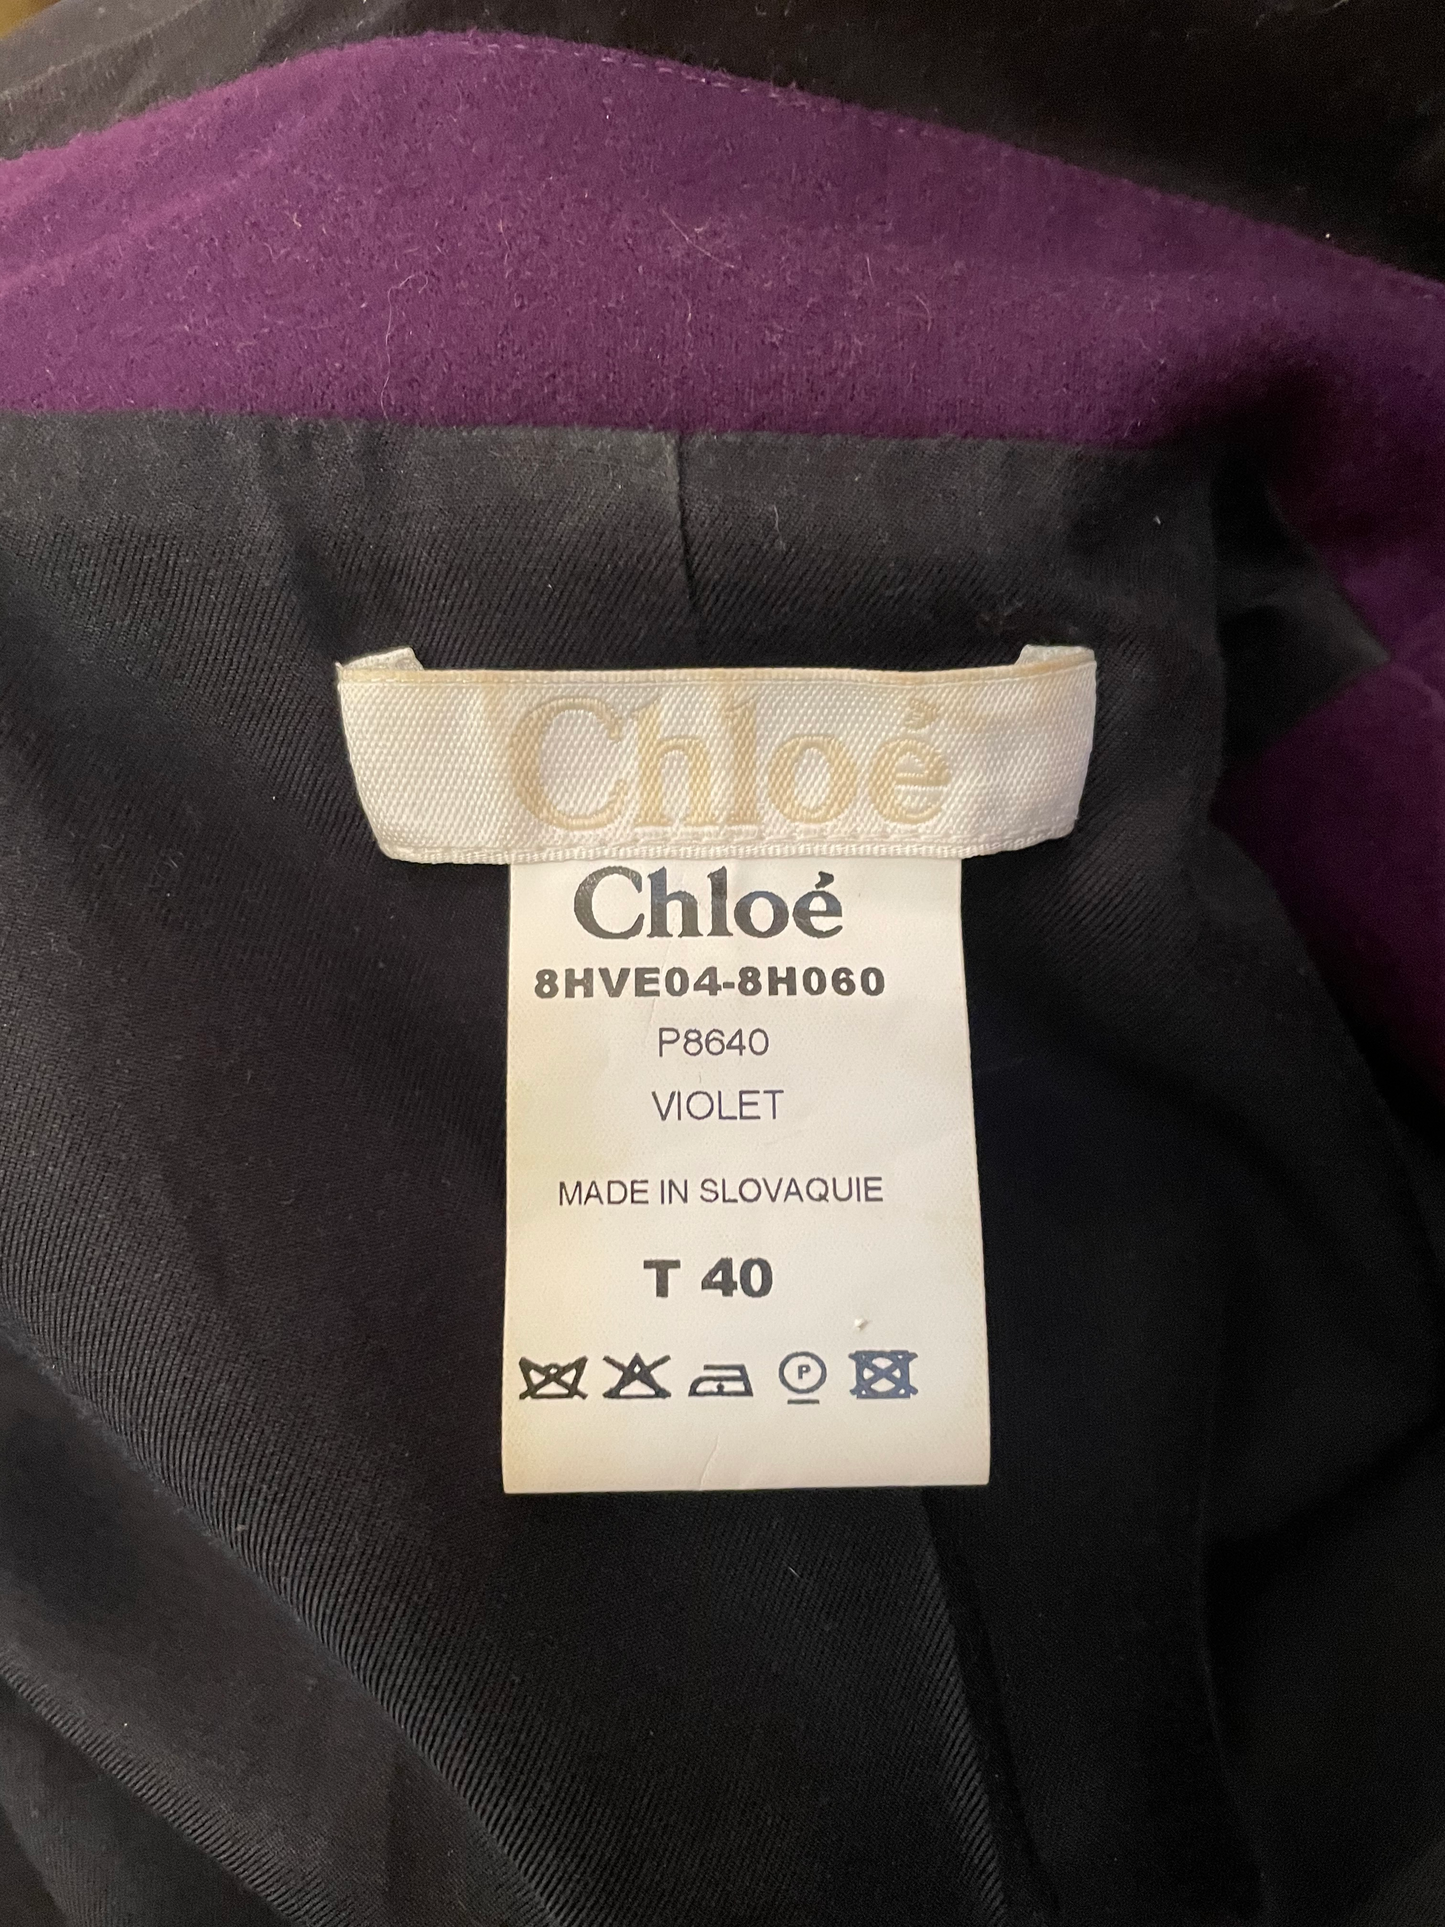 Chloé
Chloé
8HVE04-8H060
P8640
VIOLET
MADE IN SLOVAQUIE
T 40
P